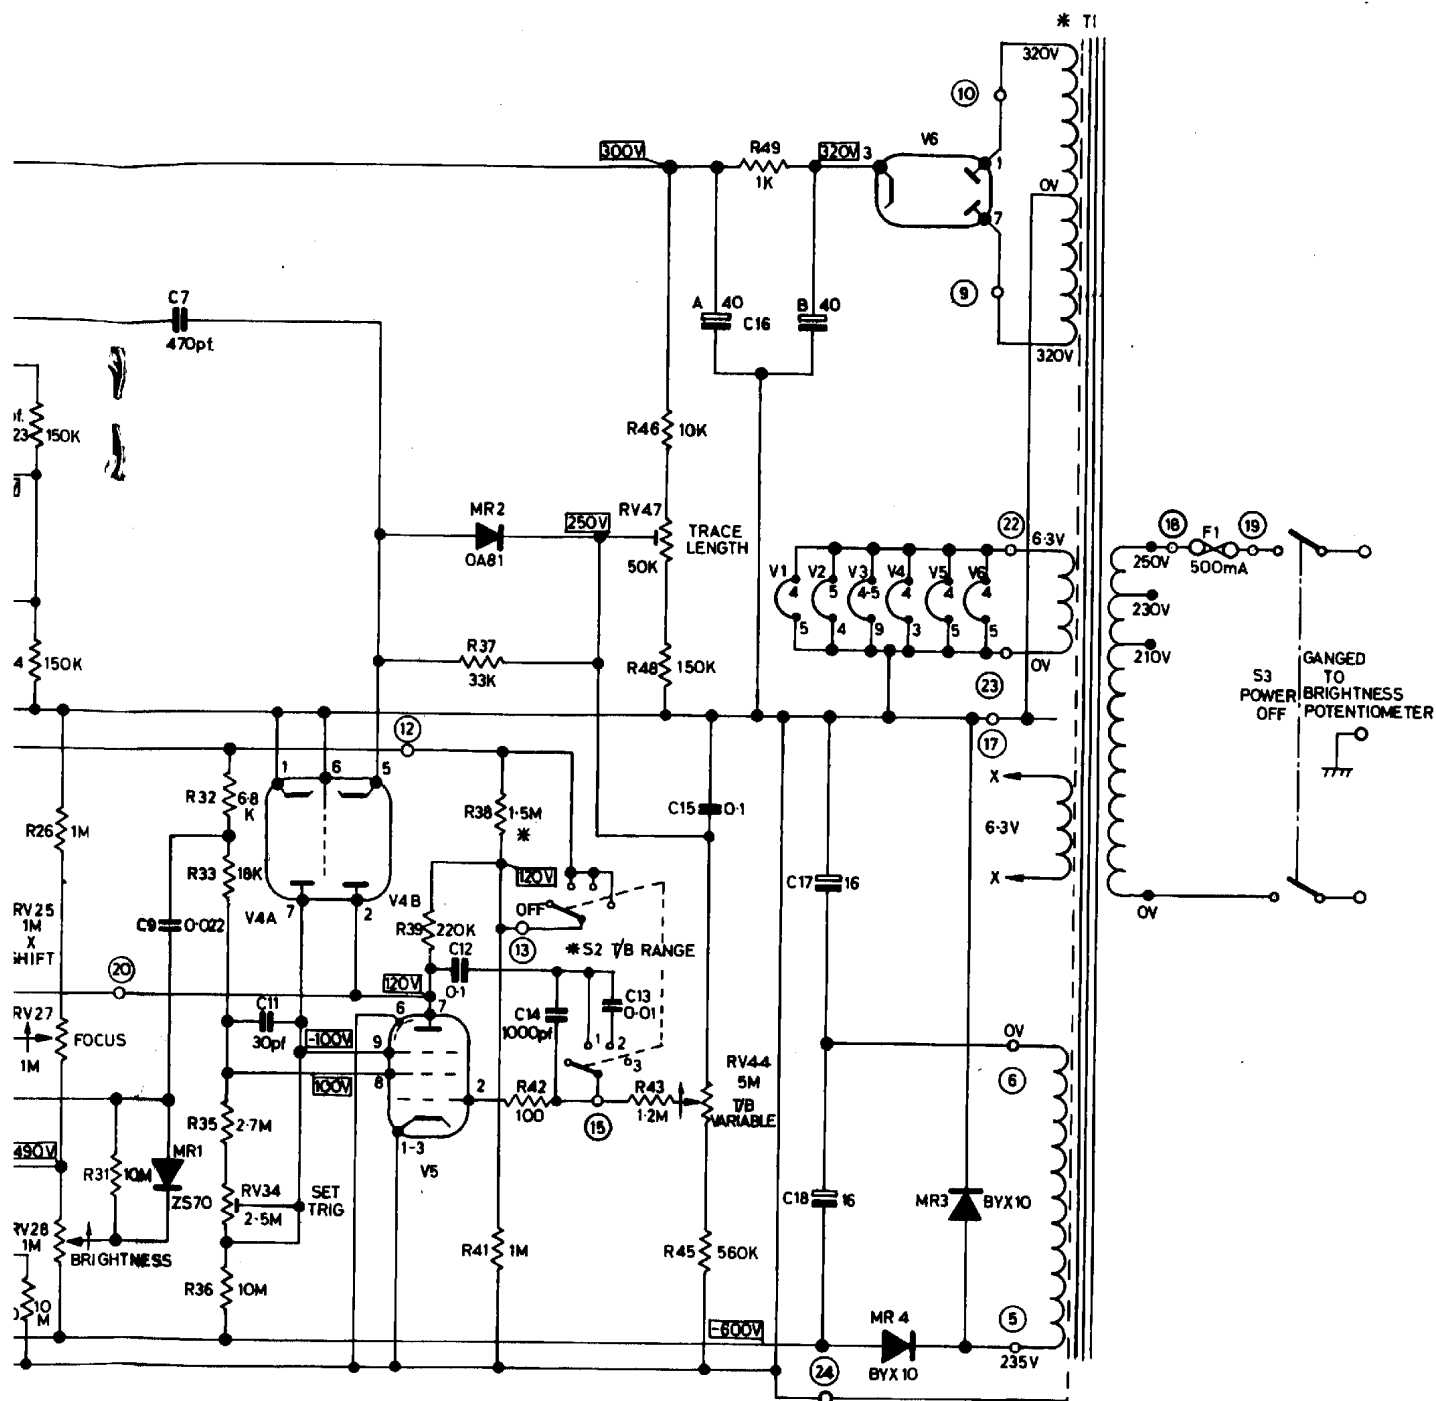 * T1
320V
10
V6
300V
R49
320V 3
1
1K
0V
7
9
A 40
B 40
C16
320V
C7
470pf.
f.
23
150K
R46
10K
MR2
OA81
250V
RV47
TRACE
LENGTH
50K
22
6·3V
18
F1
19
250V
500mA
V1
V2
V3
V4
V5
V6
4
5
4-5
4
4
4
5
4
9
3
5
5
230V
210V
0V
23
R37
33K
R48
150K
4
150K
S3
POWER
OFF
GANGED
TO
BRIGHTNESS
POTENTIOMETER
12
17
1
6
5
X
6·3V
X
R32
6·8
K
R38
1·5M
*
C15
0·1
R26
1M
R33
18K
120V
C17
16
7
2
V4A
V4B
OFF
R39
220K
13
*S2 T/B RANGE
0V
RV25
1M
X
SHIFT
C9
0·022
20
C12
0·1
120V
7
6
C11
30pf
C14
1000pf
C13
0·01
RV27
FOCUS
1M
-100V
9
8
100V
1
2
3
0V
6
2
R42
100
15
R43
1·2M
RV44
5M
T/B
VARIABLE
R35
2·7M
1-3
V5
490V
R31
10M
MR1
ZS70
RV34
2·5M
SET
TRIG
C18
16
MR3
BYX10
RV28
1M
BRIGHTNESS
R41
1M
R45
560K
R36
10M
10
M
-600V
MR4
BYX10
5
235V
24